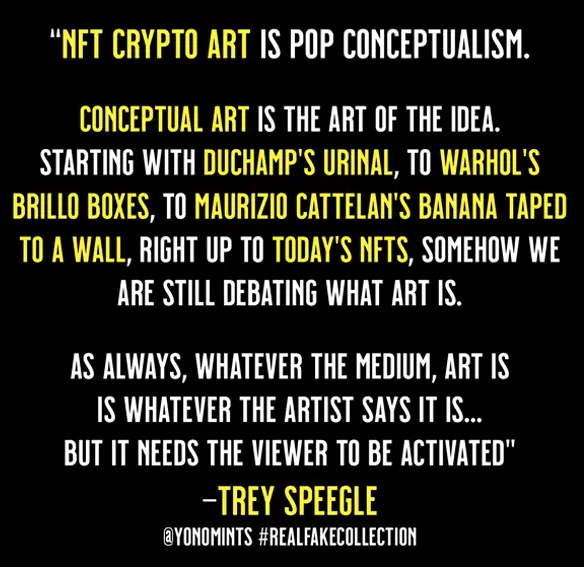 "NFT CRYPTO ART IS POP CONCEPTUALISM.
CONCEPTUAL ART IS THE ART OF THE IDEA.
STARTING WITH DUCHAMP'S URINAL, TO WARHOL'S
BRILLO BOXES, TO MAURIZIO CATTELAN'S BANANA TAPED
TO A WALL, RIGHT UP TO TODAY'S NFTS, SOMEHOW WE
ARE STILL DEBATING WHAT ART IS.
AS ALWAYS, WHATEVER THE MEDIUM, ART IS
IS WHATEVER THE ARTIST SAYS IT IS...
BUT IT NEEDS THE VIEWER TO BE ACTIVATED"
–TREY SPEEGLE
@YONOMINTS #REALFAKECOLLECTION